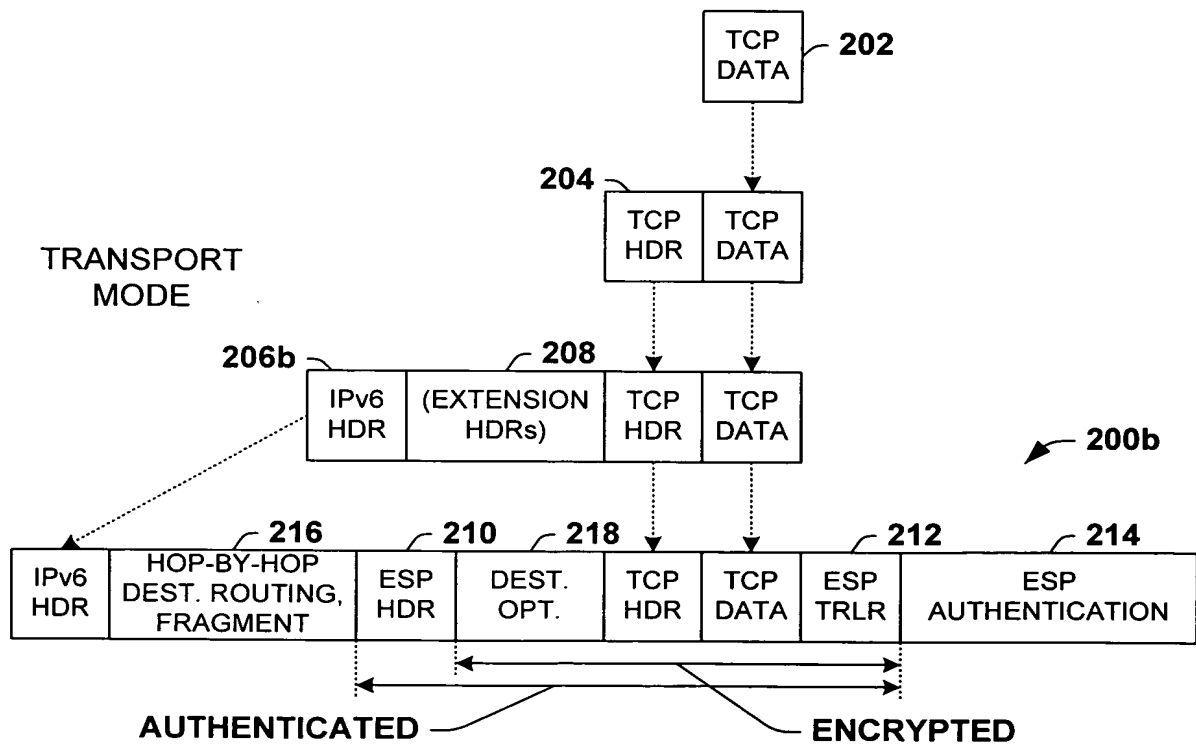 TCP
DATA
202
204
TCP
HDR
TCP
DATA
TRANSPORT
MODE
206b
208
IPv6
HDR
(EXTENSION
HDRs)
TCP
HDR
TCP
DATA
200b
216
210
218
212
214
IPv6
HDR
HOP-BY-HOP
DEST. ROUTING,
FRAGMENT
ESP
HDR
DEST.
OPT.
TCP
HDR
TCP
DATA
ESP
TRLR
ESP
AUTHENTICATION
AUTHENTICATED
ENCRYPTED